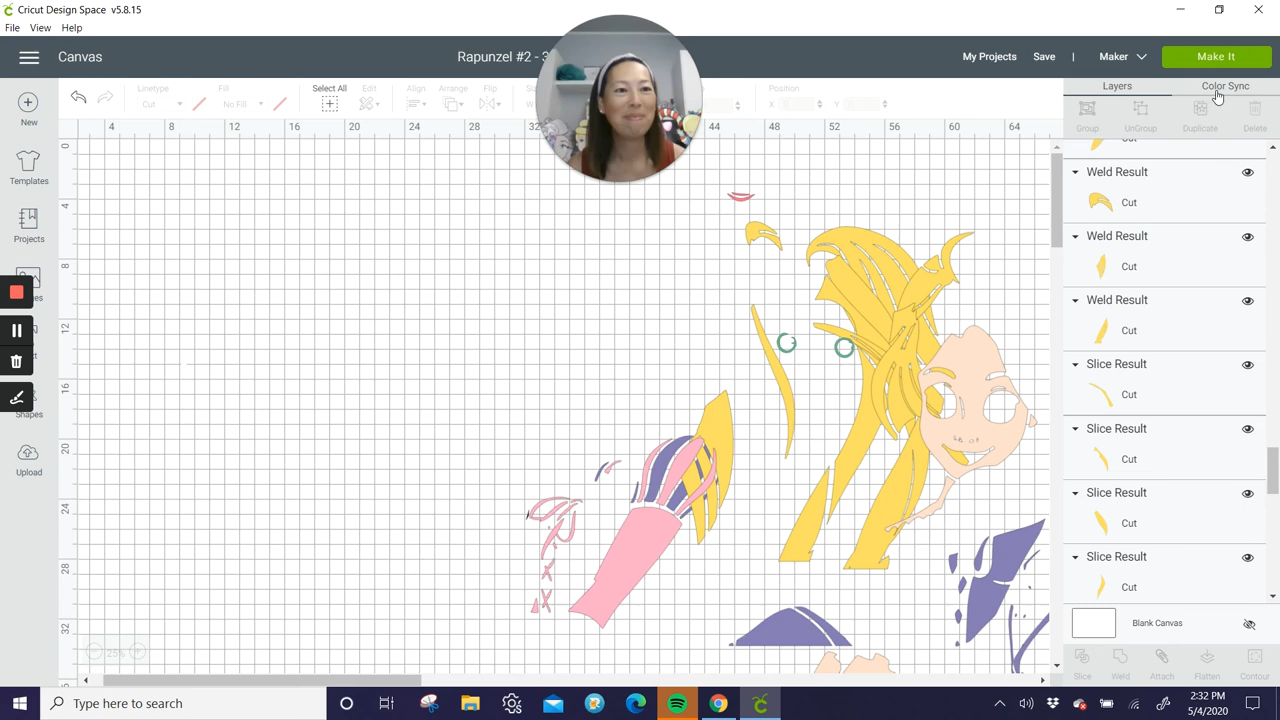 Cricut Design Space v5.8.15
File View Help
Canvas
Rapunzel #2 - 3
My Projects Save | Maker Make It
Linetype
Cut
Fill
No Fill
Select All
Edit
Align
Arrange
Flip
Position
X:
Y:
Layers Color Sync
Group UnGroup Duplicate Delete
4 8 12 16 20 24 28 32 44 48 52 56 60 64
0
4
8
12
16
20
24
28
32
New
Templates
Projects
Shapes
Upload
Cut
Weld Result
Cut
Weld Result
Cut
Weld Result
Cut
Slice Result
Cut
Slice Result
Cut
Slice Result
Cut
Slice Result
Cut
Blank Canvas
Slice Weld Attach Flatten Contour
25%
Type here to search
2:32 PM
5/4/2020